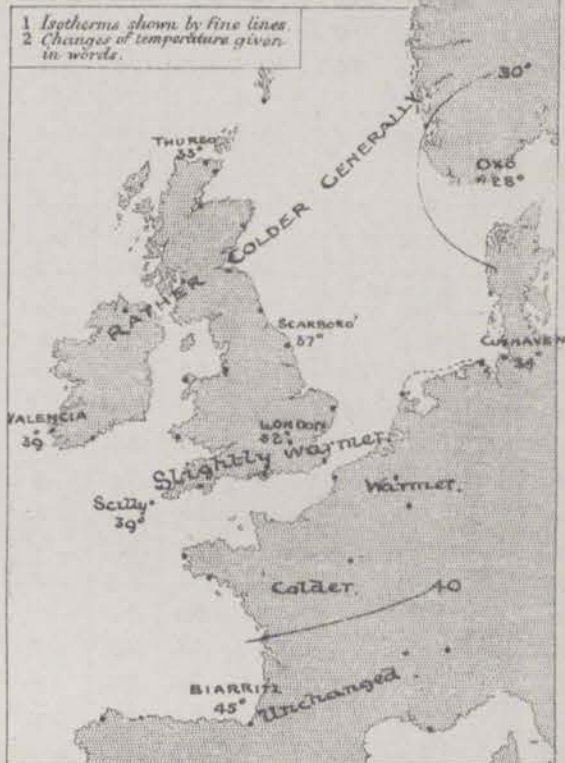 1 Isotherms shown by fine lines.
2 Changes of temperature given
in words.
30°
THURSO
33°
OXÖ
28°
RATHER COLDER GENERALLY
SCARBORO'
37°
CUXHAVEN
34°
VALENCIA
39
LONDON
32°
Slightly warmer.
Warmer.
Scilly
39°
Colder.
40
BIARRITZ
45°
Unchanged